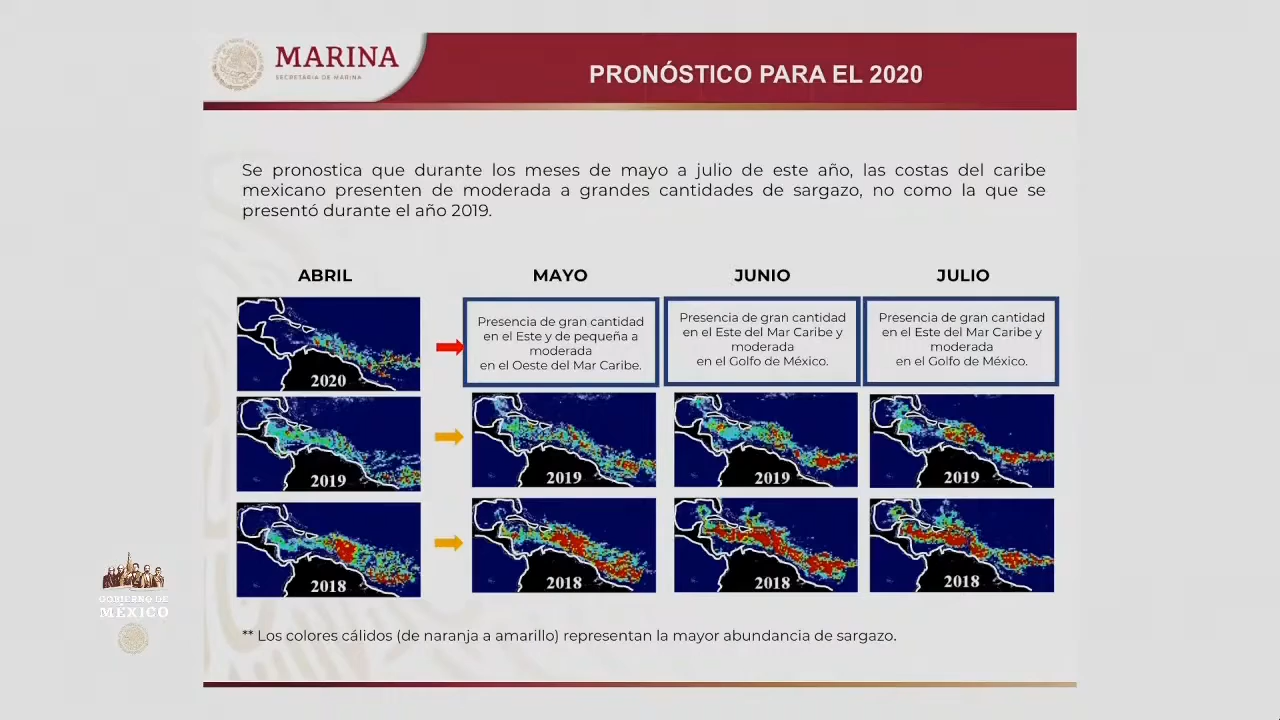 MARINA
SECRETARÍA DE MARINA
PRONÓSTICO PARA EL 2020
Se pronostica que durante los meses de mayo a julio de este año, las costas del caribe
mexicano presenten de moderada a grandes cantidades de sargazo, no como la que se
presentó durante el año 2019.
ABRIL
MAYO
JUNIO
JULIO
2020
Presencia de gran cantidad
en el Este y de pequeña a
moderada
en el Oeste del Mar Caribe.
Presencia de gran cantidad
en el Este del Mar Caribe y
moderada
en el Golfo de México.
Presencia de gran cantidad
en el Este del Mar Caribe y
moderada
en el Golfo de México.
2019
2019
2019
2019
2018
2018
2018
2018
GOBIERNO DE
MÉXICO
** Los colores cálidos (de naranja a amarillo) representan la mayor abundancia de sargazo.